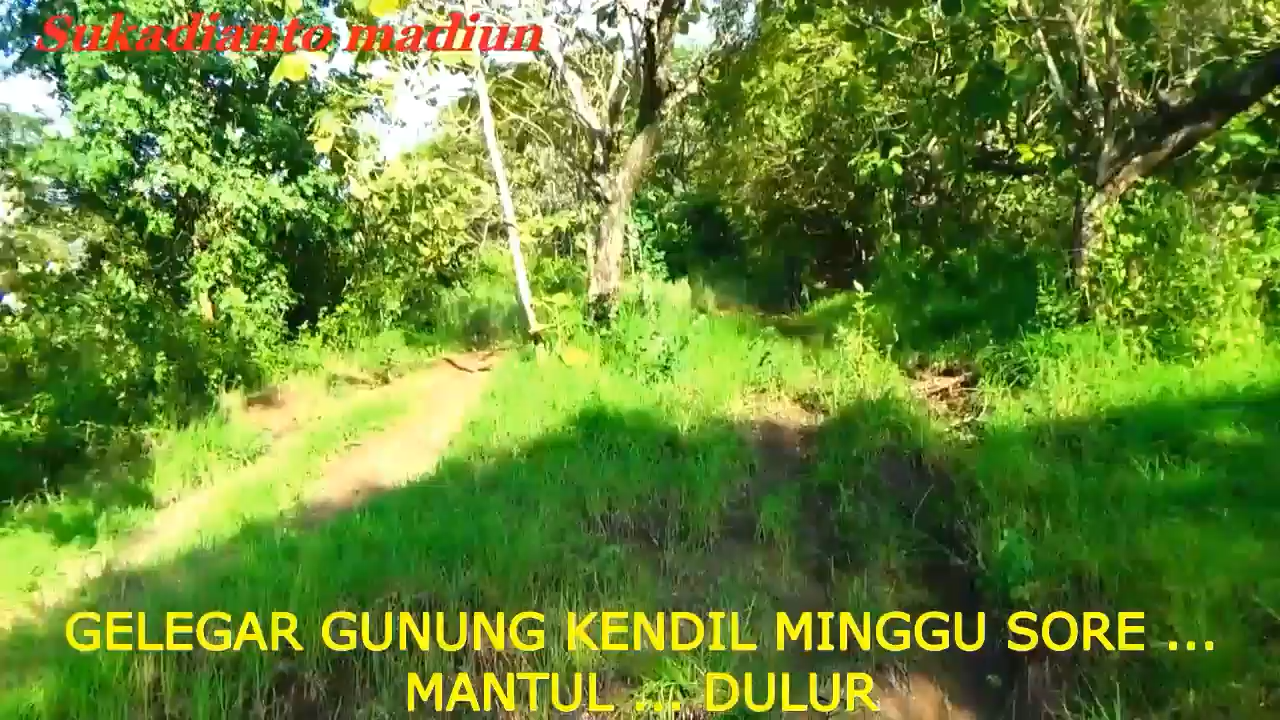 Sukadianto madiun
GELEGAR GUNUNG KENDIL MINGGU SORE ...
MANTUL ... DULUR